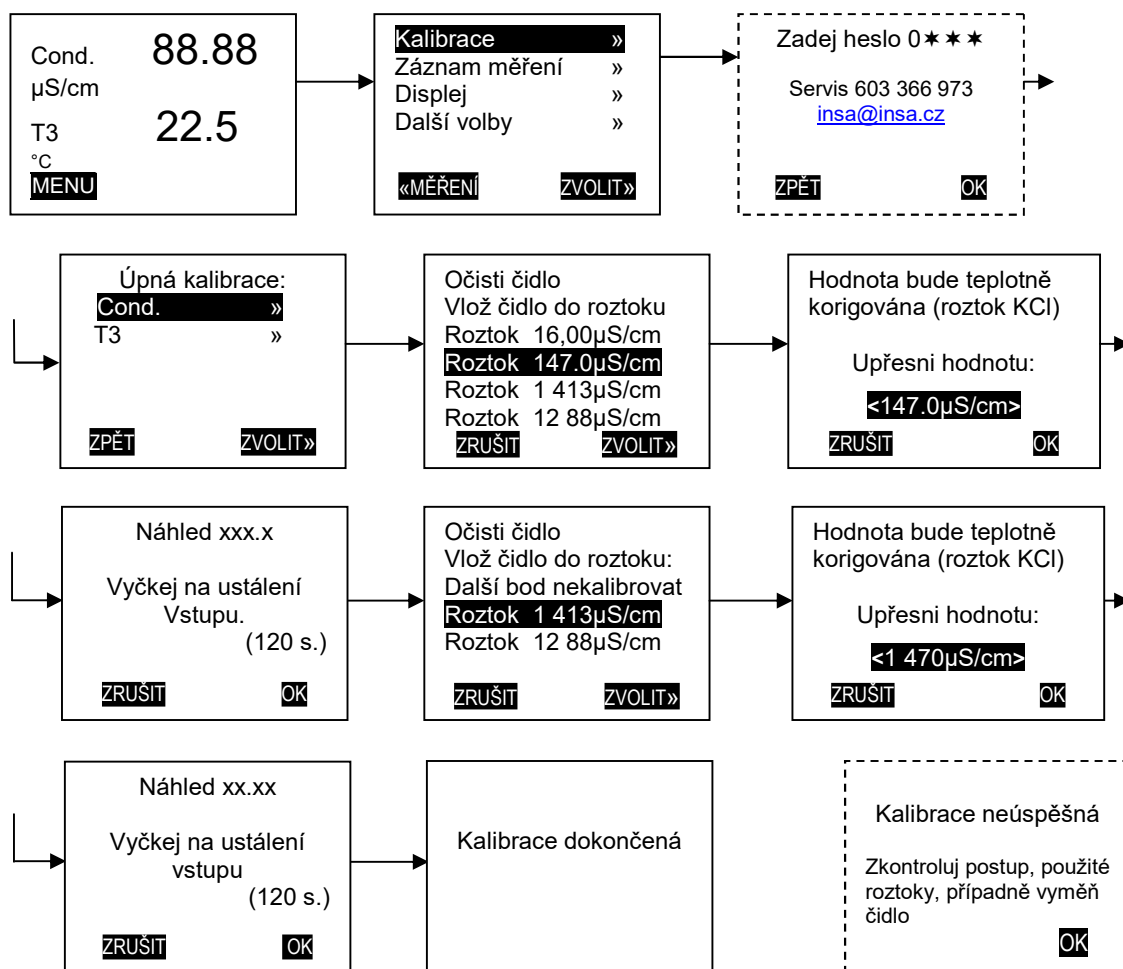 Cond. 88.88
µS/cm
T3 22.5
°C
MENU
Kalibrace »
Záznam měření »
Displej »
Další volby »
«MĚŘENÍ ZVOLIT»
Zadej heslo 0✶✶✶
Servis 603 366 973
insa@insa.cz
ZPĚT OK
Úpná kalibrace:
Cond. »
T3 »
ZPĚT ZVOLIT»
Očisti čidlo
Vlož čidlo do roztoku
Roztok 16,00µS/cm
Roztok 147.0µS/cm
Roztok 1 413µS/cm
Roztok 12 88µS/cm
ZRUŠIT ZVOLIT»
Hodnota bude teplotně
korigována (roztok KCl)
Upřesni hodnotu:
<147.0µS/cm>
ZRUŠIT OK
Náhled xxx.x
Vyčkej na ustálení
Vstupu.
(120 s.)
ZRUŠIT OK
Očisti čidlo
Vlož čidlo do roztoku:
Další bod nekalibrovat
Roztok 1 413µS/cm
Roztok 12 88µS/cm
ZRUŠIT ZVOLIT»
Hodnota bude teplotně
korigována (roztok KCl)
Upřesni hodnotu:
<1 470µS/cm>
ZRUŠIT OK
Náhled xx.xx
Vyčkej na ustálení
vstupu
(120 s.)
ZRUŠIT OK
Kalibrace dokončená
Kalibrace neúspěšná
Zkontroluj postup, použité
roztoky, případně vyměň
čidlo
OK